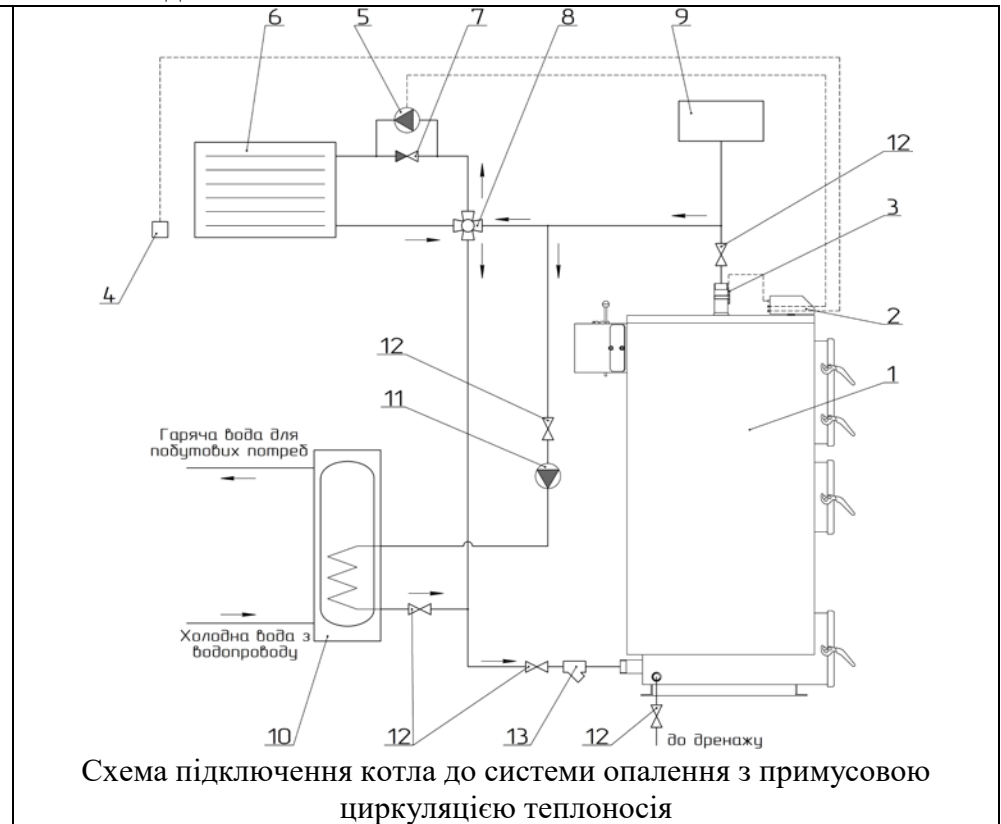 6
5
7
8
9
12
3
4
2
12
11
1
Гаряча вода для
побутових потреб
Холодна вода з
водопроводу
10
12
13
12
до дренажу
Схема підключення котла до системи опалення з примусовою
циркуляцією теплоносія